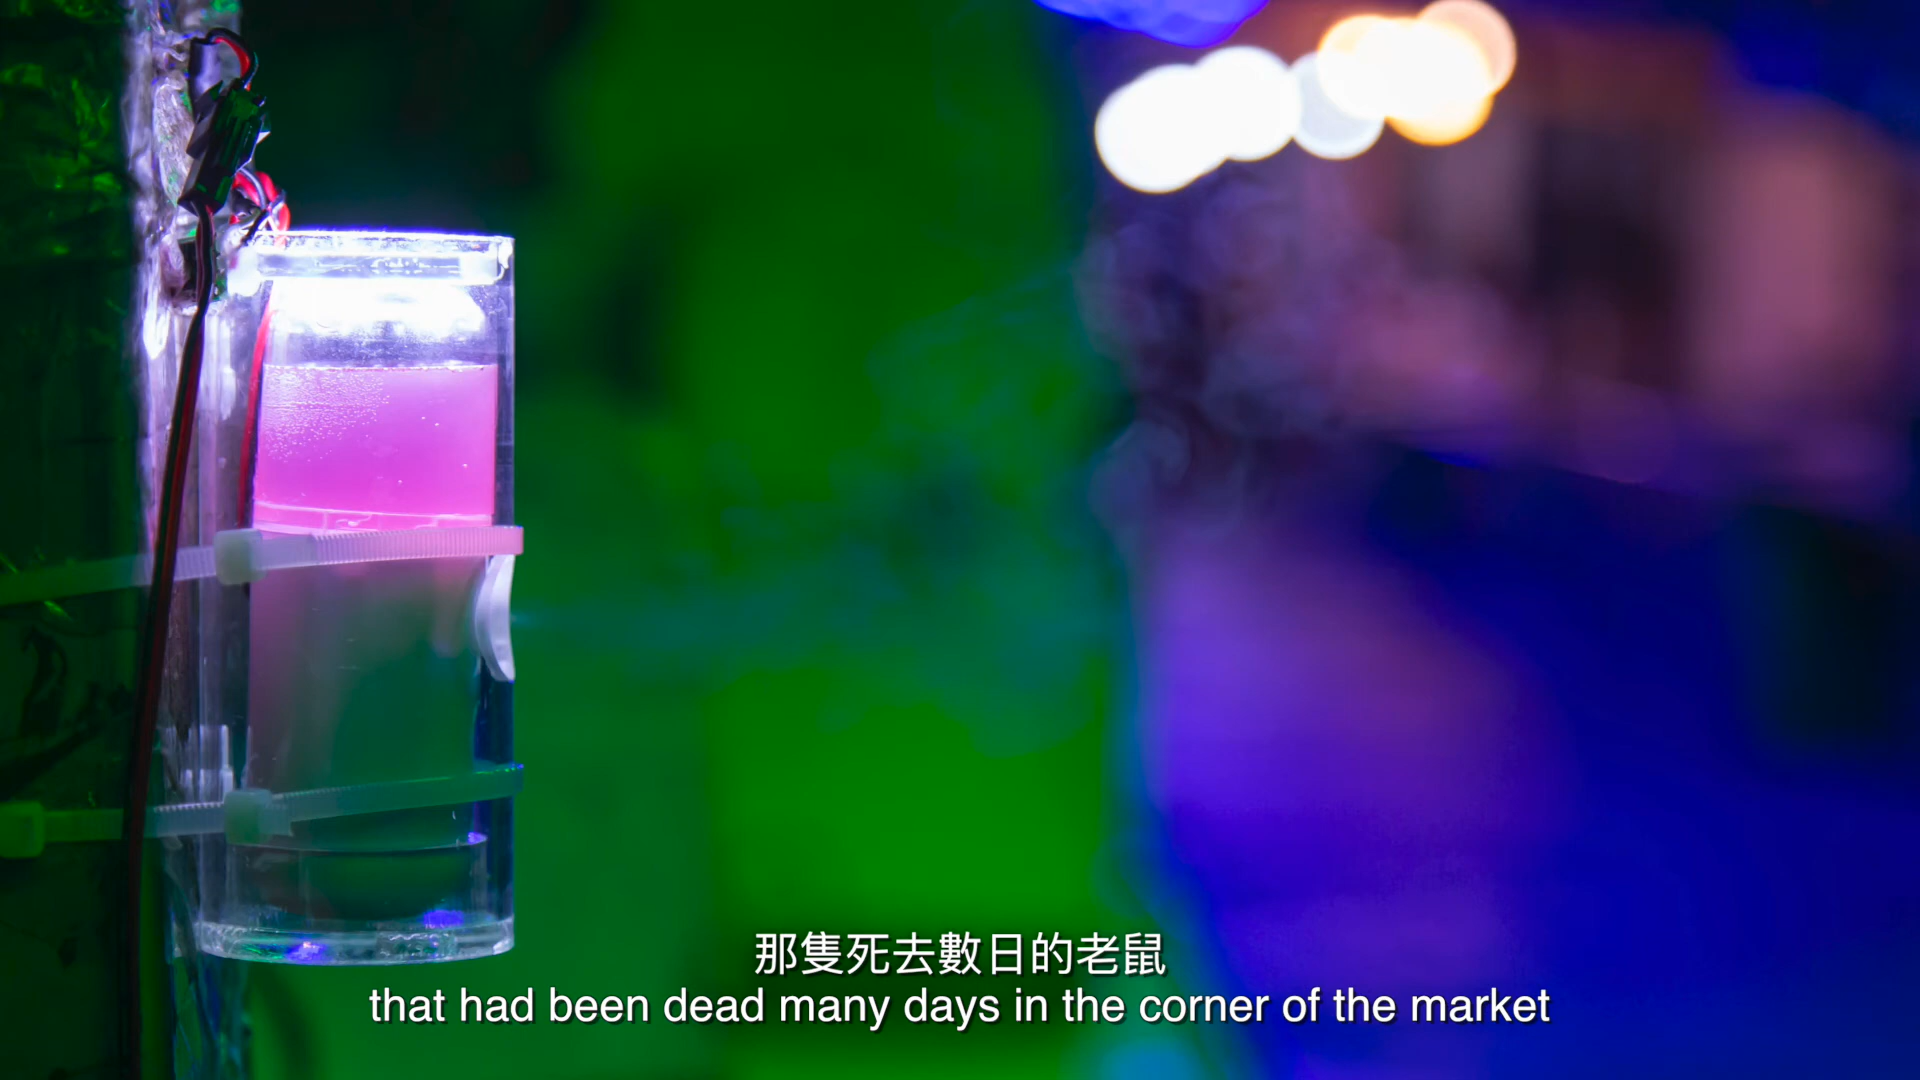 那隻死去數日的老鼠
that had been dead many days in the corner of the market